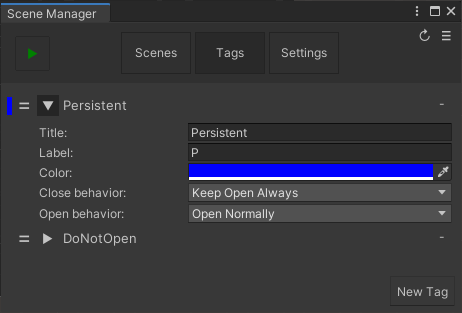 Scene Manager
Scenes Tags Settings
Persistent -
Title: Persistent
Label: P
Color:
Close behavior: Keep Open Always
Open behavior: Open Normally
DoNotOpen -
New Tag